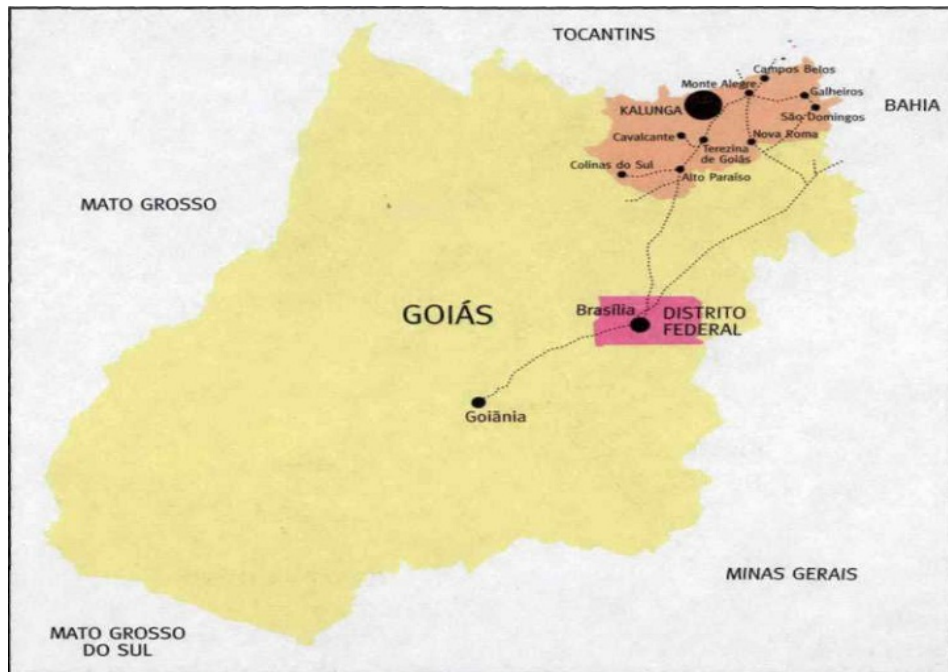 TOCANTINS
Campos Belos
Monte Alegre
Galheiros
BAHIA
KALUNGA
São Domingos
Cavalcante
Nova Roma
Terezina
de Goiás
Colinas do Sul
Alto Paraíso
MATO GROSSO
GOIÁS
Brasília
DISTRITO
FEDERAL
Goiânia
MINAS GERAIS
MATO GROSSO
DO SUL